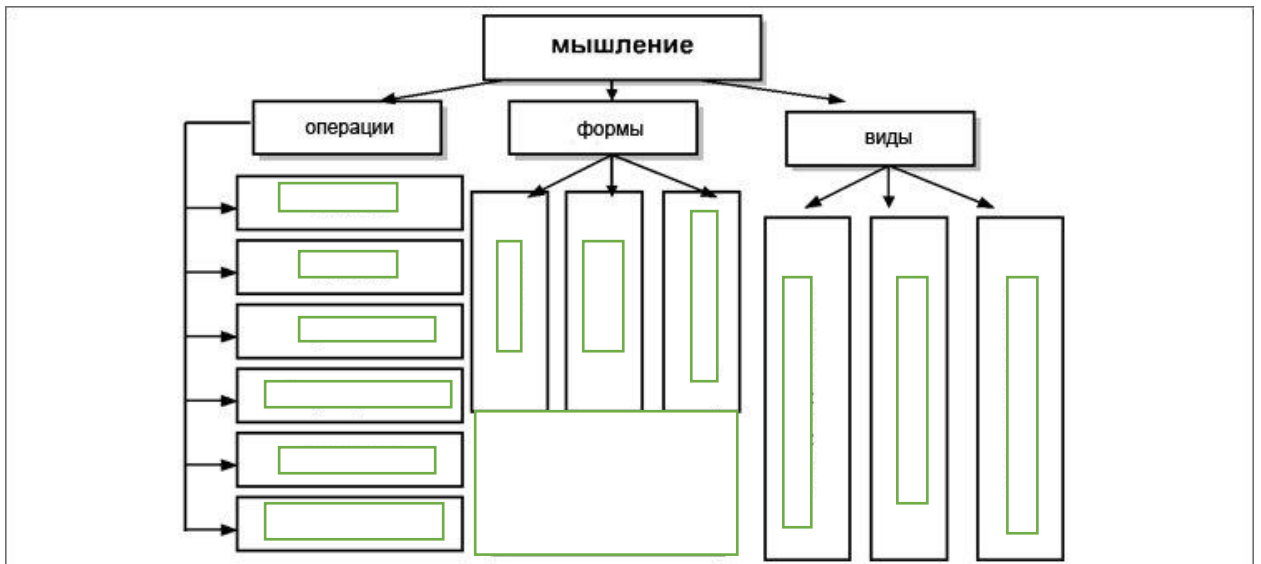 мышление
операции
формы
виды